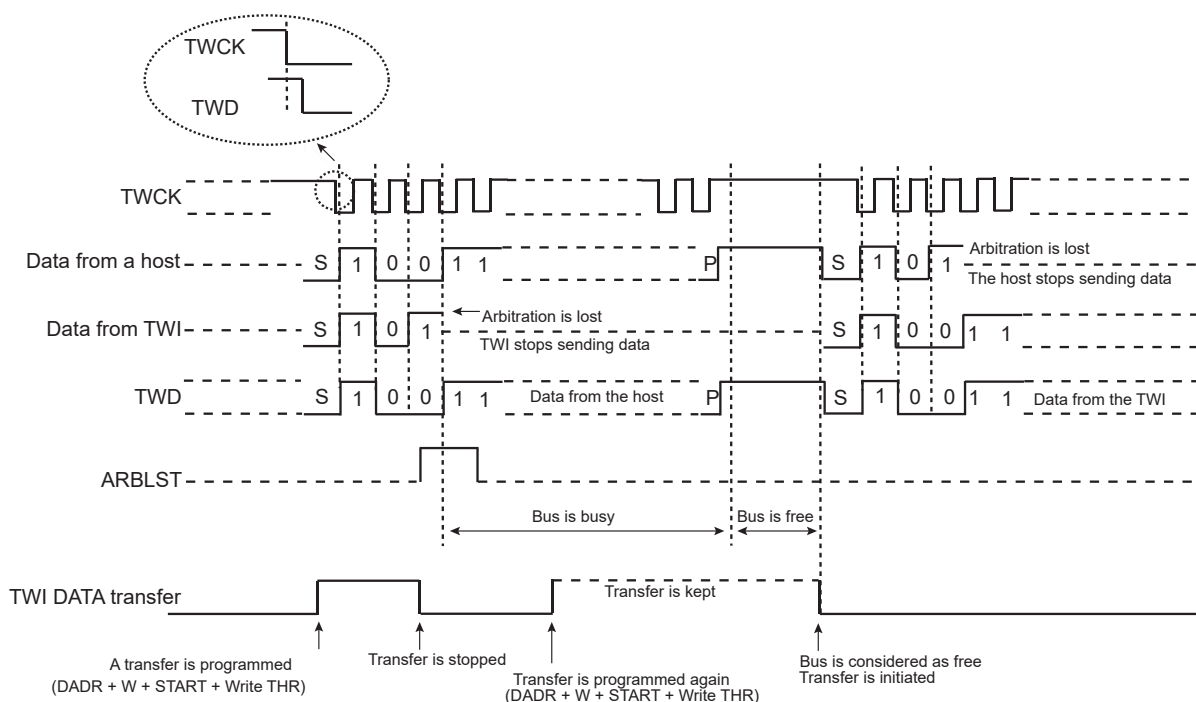 TWCK
TWD
TWCK
Data from a host S 1 0 0 1 1 P S 1 0 1 Arbitration is lost
The host stops sending data
Data from TWI S 1 0 1 Arbitration is lost S 1 0 0 1 1
TWI stops sending data
TWD S 1 0 0 1 1 Data from the host P S 1 0 0 1 1 Data from the TWI
ARBLST
Bus is busy Bus is free
TWI DATA transfer Transfer is kept
A transfer is programmed
(DADR + W + START + Write THR)
Transfer is stopped
Transfer is programmed again
(DADR + W + START + Write THR)
Bus is considered as free
Transfer is initiated